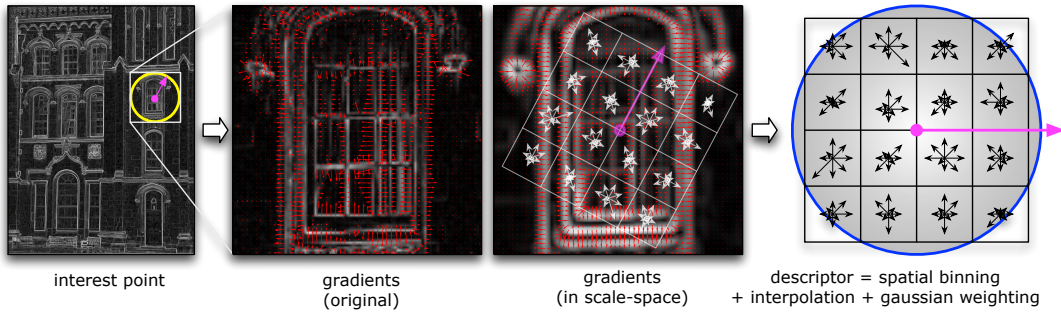 interest point
gradients
(original)
gradients
(in scale-space)
descriptor = spatial binning
+ interpolation + gaussian weighting